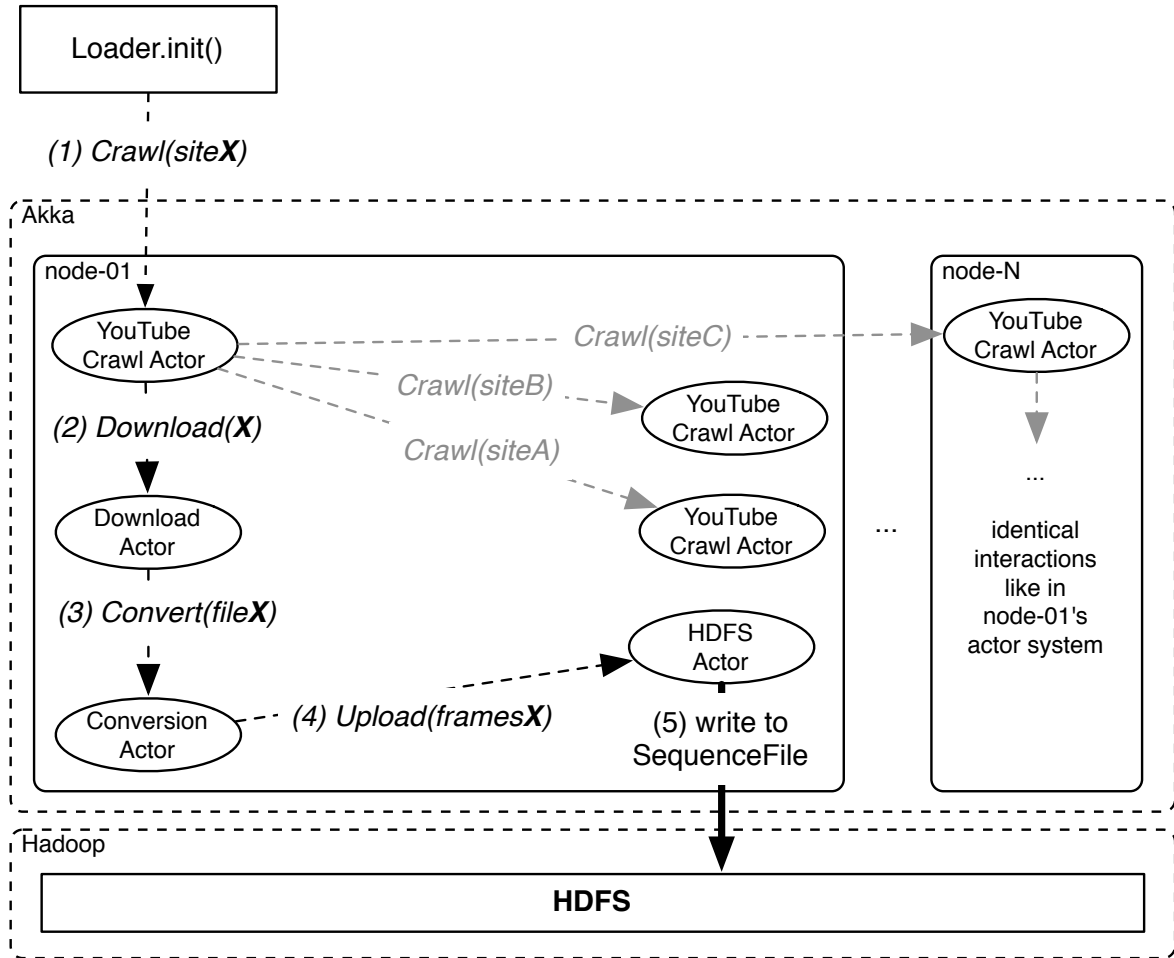 Loader.init()
(1) Crawl(siteX)
Akka
node-01
YouTube
Crawl Actor
Crawl(siteC)
Crawl(siteB)
Crawl(siteA)
YouTube
Crawl Actor
YouTube
Crawl Actor
(2) Download(X)
Download
Actor
(3) Convert(fileX)
Conversion
Actor
(4) Upload(framesX)
HDFS
Actor
(5) write to
SequenceFile
...
node-N
YouTube
Crawl Actor
...
identical
interactions
like in
node-01's
actor system
Hadoop
HDFS